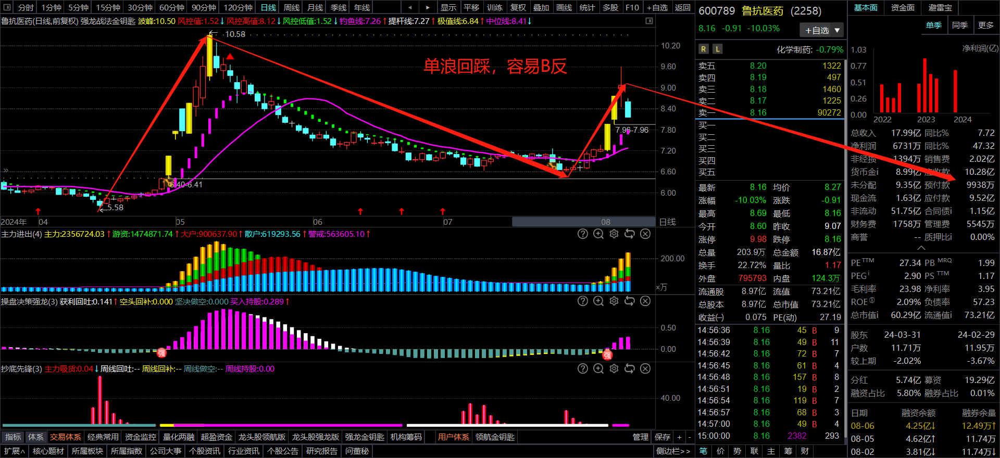 分时 1分钟 5分钟 15分钟 30分钟 60分钟 90分钟 120分钟 日线 周线 月线 季线 年线 ◂ ▸ 显示 平移 训练 复权 叠加 画线 统计 多股 F10 +自选 返回
鲁抗医药(日线,前复权) 强龙战法金钥匙 波峰:10.50 风控值:1.52↓ 风控高值:8.12↓ 风控低值:1.52↓ 钓鱼线:7.26↑ 提杆线:7.27↑ 极值线:6.84↑ 中位线:8.41↓
10.58
单浪回踩，容易B反
10.20
9.60
9.00
8.40
7.80
7.20
6.60
6.00
7.96-7.96
6.40-6.41
5.58
2024年 04 05 06 07 08 日线
主力进出(4) 主力:2356724.03↑ 游资:1474871.74↑ 大户:900637.90↑ 散户:619293.56↑ 警戒:563605.10↑
200.00
×万
操盘决策强龙(3) 获利回吐:0.141↑ 空头回补:0.000 坚决做空:0.000 买入持股:0.289↑
0.50
0.00
强 强
抄底先锋(3) 主力吸货:0.04↓ 周线回吐:-- 周线回补:-- 周线做空:-- 周线持股:0.00
40.00
指标 体系 交易体系 经典常用 资金监控 量化两融 超盈资金 龙头股领航版 龙头股强龙版 强龙金钥匙 机构筹码 用户体系 领航金钥匙 管理 保存 + -
扩展∧ 核心题材 所属板块 所属指数 公司大事 个股资讯 行业资讯 个股公告 研究报告 问董秘 侧边栏>>
600789 鲁抗医药 (2258)
8.16 -0.91 -10.03% +自选 ▼
R L 化学制药: -0.79%
卖五 8.20 1322
卖四 8.19 497
卖三 8.18 1460
卖二 8.17 1225
卖一 8.16 90272
买一
买二
买三
买四
买五
最新 8.16 均价 8.27
涨幅 -10.03% 涨跌 -0.91
最高 8.69 最低 8.16
今开 8.60 昨收 9.07
涨停 9.98 跌停 8.16
总量 203.9万 总金额 16.87亿
换手 22.72% 量比 1.17
外盘 795793 内盘 124.3万
流通股 8.97亿 流值 73.21亿
总股本 8.97亿 总市值 73.21亿
收益㈠ 0.075 PE(动) 27.19
14:56:36 8.16 45 B 9
14:56:39 8.16 49 B 11
14:56:42 8.16 72 B 7
14:56:45 8.16 61 B 4
14:56:48 8.16 157 B 8
14:56:51 8.16 19 B 2
14:56:54 8.16 119 B 7
14:56:57 8.16 68 B 3
14:57:00 8.16 49 B 4
15:00:00 8.16 2382 293
笔 价 势 联 主 筹 财
基本面 资金面 避雷宝
单季 同季 更多
净利润(亿)
1.03
0.77
0.51
0.26
0.00
2022 2023 2024
总收入 17.99亿 同比% 7.72
净利润 6731万 同比% 47.32
非经损 1394万 销售费 2.02亿
货币金i 8.99亿 应收款 10.28亿
未分配 9.35亿 预付款 9938万
现金流 1.63亿 应付款 9.52亿
非流动 51.75亿 合同债i 1.15亿
财务费 1758万 管理费 5545万
商誉 -- 质押比i 0.00%
PE TTM 27.34 PB MRQ 1.99
PEG i 2.90 PS TTM 1.17
毛利率 23.98 净利率 3.95
ROE① 2.09% 负债率 57.23
总市值i 60.29亿 流通值i 73.21亿
股东 24-03-31 24-02-29
户数 11.71万 11.95万
较上期 -2.02% -3.67%
分红 5.74亿 募资 19.29亿
融资占比 5.80% 融券占比 0.01%
日期 融资余额 融券余量
08-06 4.25亿↓ 12.49万↑
08-05 4.62亿↑ 11.74万
08-02 3.81亿↓ 11.74万↓